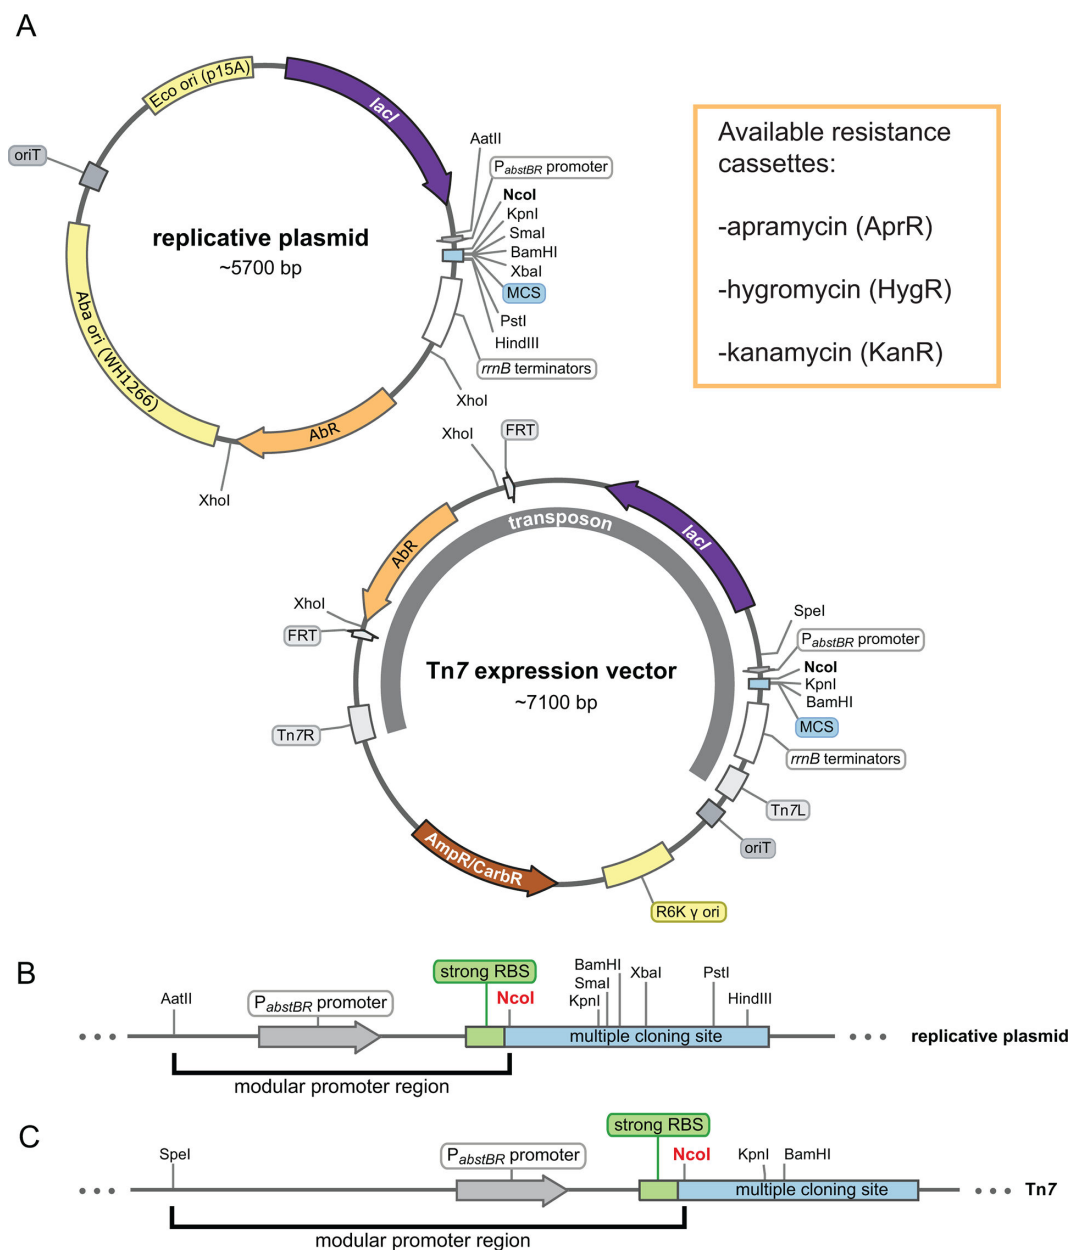 A
Eco ori (p15A)
lacI
oriT
AatII
PabstBR promoter
NcoI
KpnI
SmaI
BamHI
XbaI
MCS
PstI
HindIII
rrnB terminators
XhoI
replicative plasmid
~5700 bp
Aba ori (WH1266)
AbR
XhoI
Available resistance
cassettes:
-apramycin (AprR)
-hygromycin (HygR)
-kanamycin (KanR)
XhoI
FRT
transposon
lacI
AbR
XhoI
FRT
SpeI
PabstBR promoter
NcoI
KpnI
BamHI
MCS
rrnB terminators
Tn7 expression vector
~7100 bp
Tn7R
Tn7L
oriT
AmpR/CarbR
R6K γ ori
B
strong RBS
AatII
PabstBR promoter
NcoI
KpnI
SmaI
BamHI
XbaI
PstI
HindIII
multiple cloning site
replicative plasmid
modular promoter region
C
strong RBS
SpeI
PabstBR promoter
NcoI
KpnI
BamHI
multiple cloning site
Tn7
modular promoter region